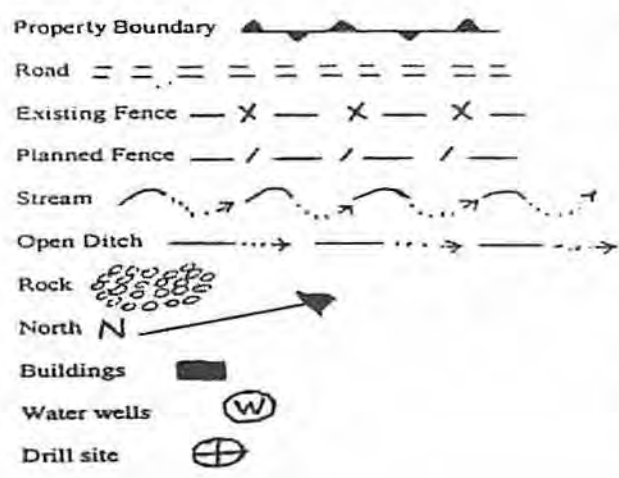 Property Boundary
Road
Existing Fence
Planned Fence
Stream
Open Ditch
Rock
North N
Buildings
Water wells W
Drill site